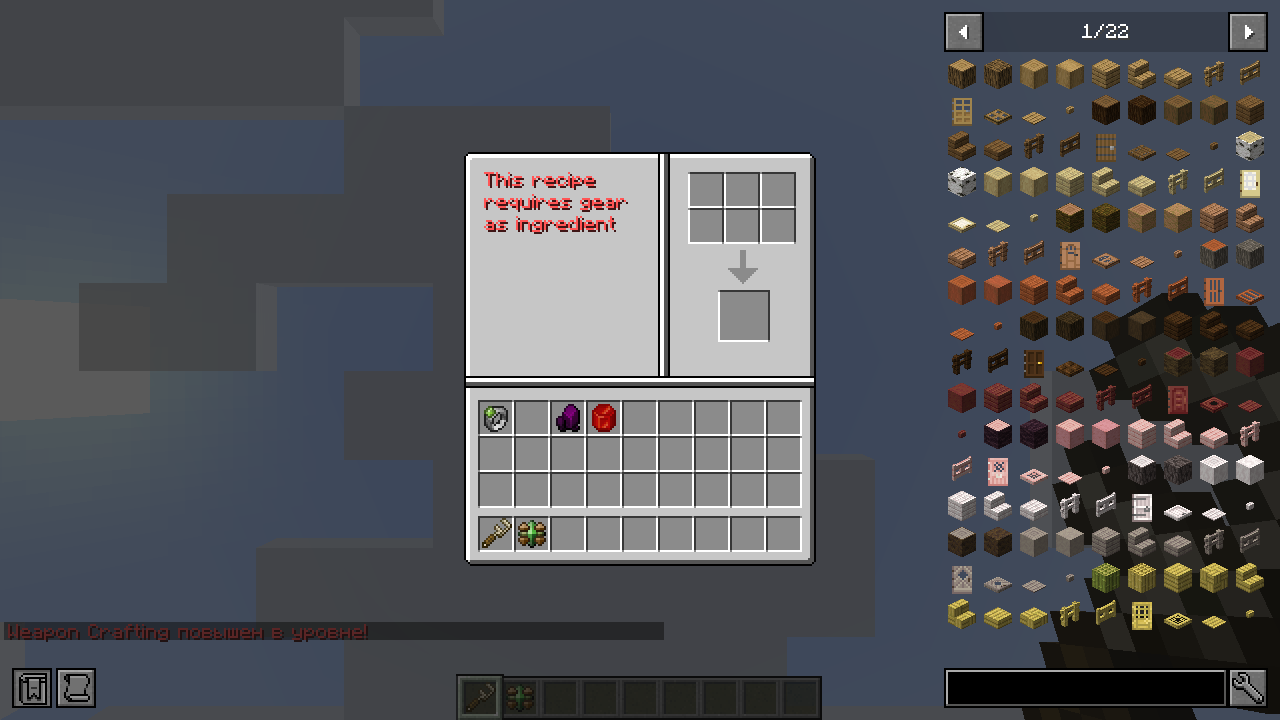 1/22
This recipe
requires gear
as ingredient
Weapon Crafting повышен в уровне!